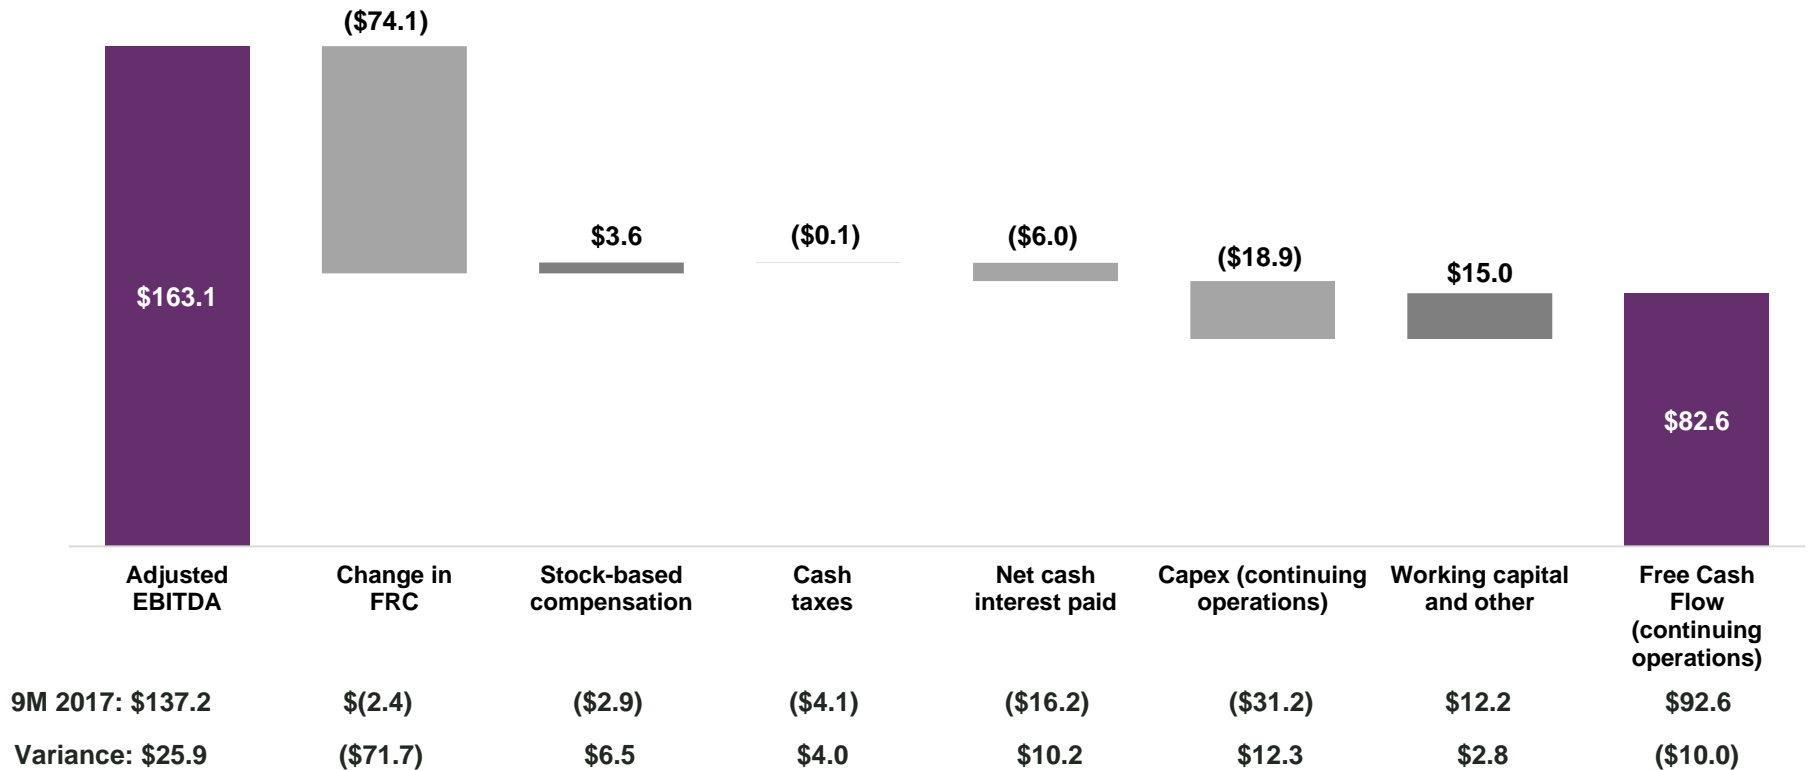 ($74.1)
$3.6
($0.1)
($6.0)
($18.9)
$15.0
$163.1
$82.6
Adjusted
EBITDA
Change in
FRC
Stock-based
compensation
Cash
taxes
Net cash
interest paid
Capex (continuing
operations)
Working capital
and other
Free Cash
Flow
(continuing
operations)
9M 2017: $137.2 $(2.4) ($2.9) ($4.1) ($16.2) ($31.2) $12.2 $92.6
Variance: $25.9 ($71.7) $6.5 $4.0 $10.2 $12.3 $2.8 ($10.0)